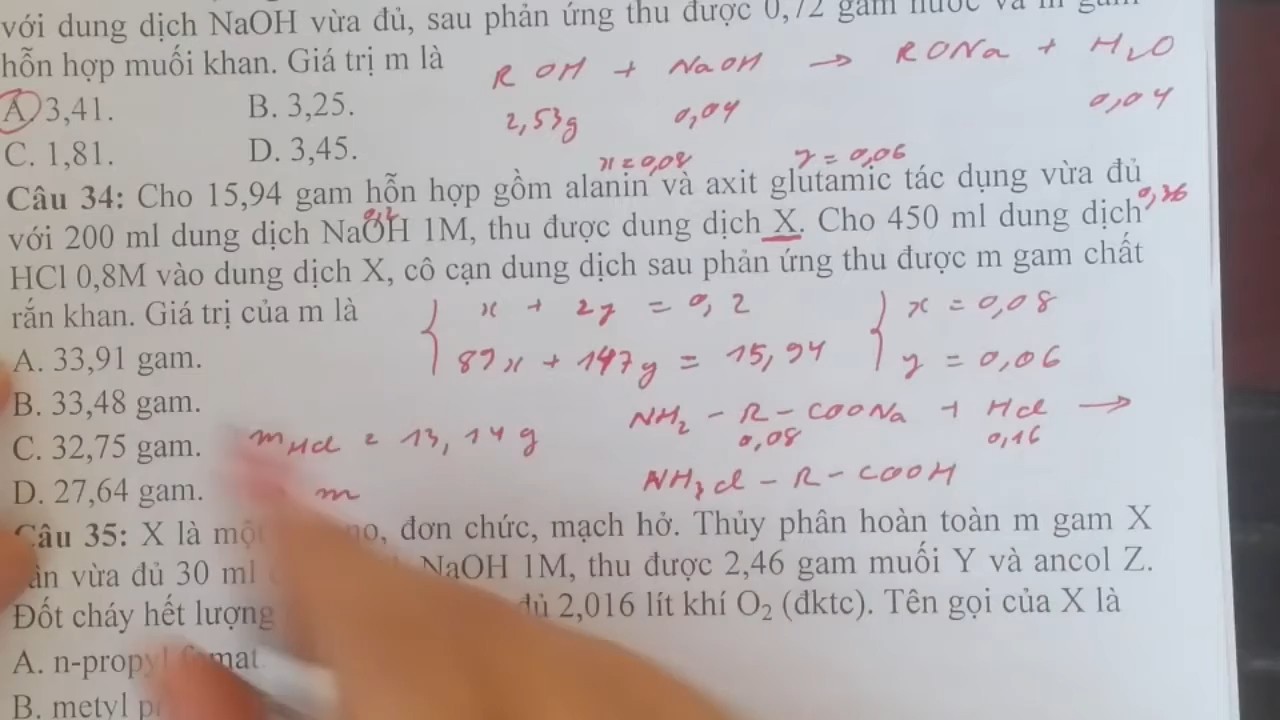 với dung dịch NaOH vừa đủ, sau phản ứng thu được 0,72 gam nước và m gam
hỗn hợp muối khan. Giá trị m là
R OH + NaOH → RONa + H2O
A. 3,41. B. 3,25.
2,53g 0,04 0,04
C. 1,81. D. 3,45.
x = 0,08 y = 0,06
Câu 34: Cho 15,94 gam hỗn hợp gồm alanin và axit glutamic tác dụng vừa đủ
0,2 0,36
với 200 ml dung dịch NaOH 1M, thu được dung dịch X. Cho 450 ml dung dịch
HCl 0,8M vào dung dịch X, cô cạn dung dịch sau phản ứng thu được m gam chất
rắn khan. Giá trị của m là
x + 2y = 0,2 x = 0,08
89x + 147y = 15,94 y = 0,06
A. 33,91 gam.
B. 33,48 gam.
NH2 - R - COONa + HCl →
0,08 0,16
C. 32,75 gam.
mHCl = 13,14 g
NH3Cl - R - COOH
D. 27,64 gam.
m
Câu 35: X là một no, đơn chức, mạch hở. Thủy phân hoàn toàn m gam X
vừa đủ 30 ml NaOH 1M, thu được 2,46 gam muối Y và ancol Z.
Đốt cháy hết lượng đủ 2,016 lít khí O2 (đktc). Tên gọi của X là
A. n-propyl fomat.
B. metyl